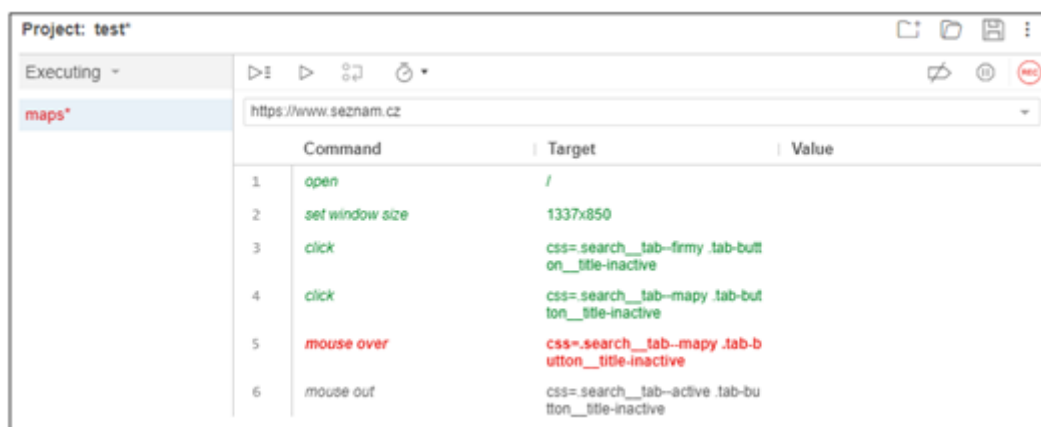 Project: test*
Executing
REC
maps*
https://www.seznam.cz
Command Target Value
1 open /
2 set window size 1337x850
3 click css=.search__tab--firmy .tab-butt
on__title-inactive
4 click css=.search__tab--mapy .tab-but
ton__title-inactive
5 mouse over css=.search__tab--mapy .tab-b
utton__title-inactive
6 mouse out css=.search__tab--active .tab-bu
tton__title-inactive